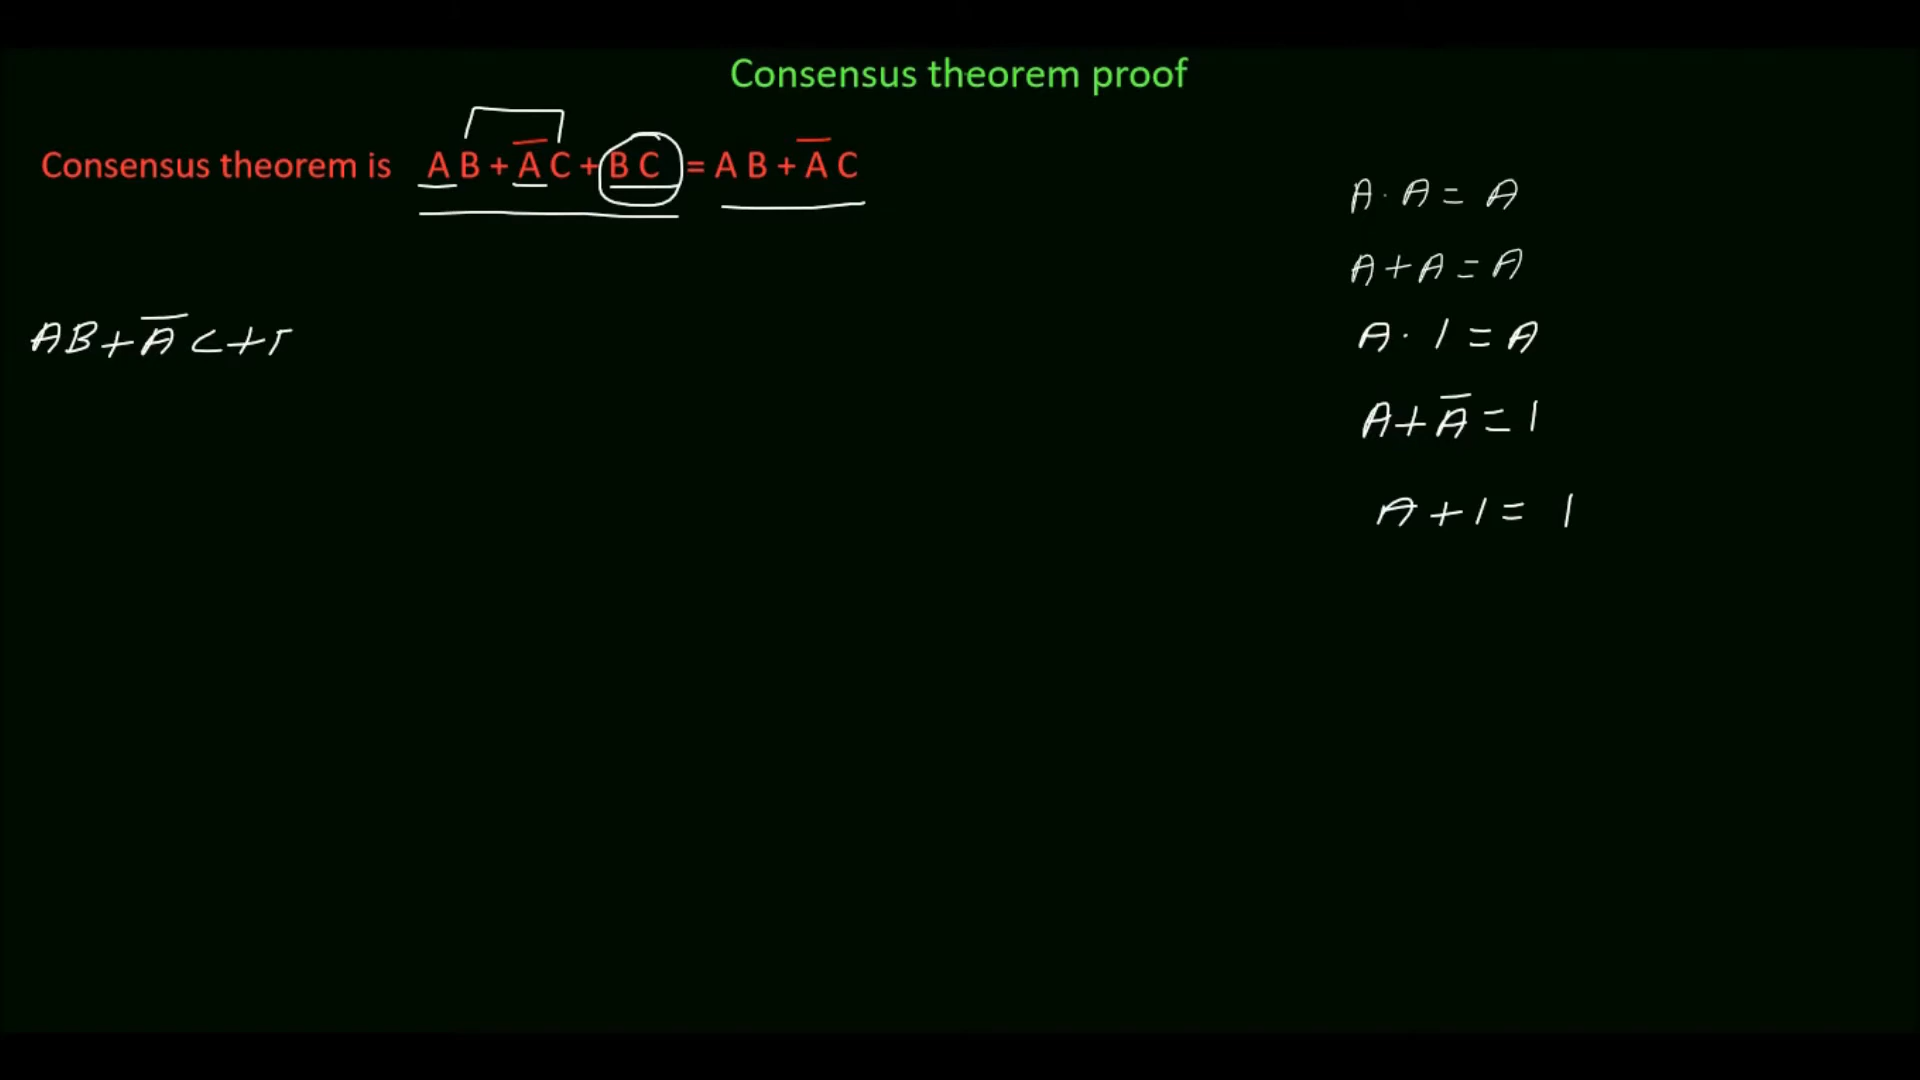 Consensus theorem proof
Consensus theorem is A B + A̅ C + B C = A B + A̅ C
A · A = A
A + A = A
AB + A̅ C +
A · 1 = A
A + A̅ = 1
A + 1 = 1